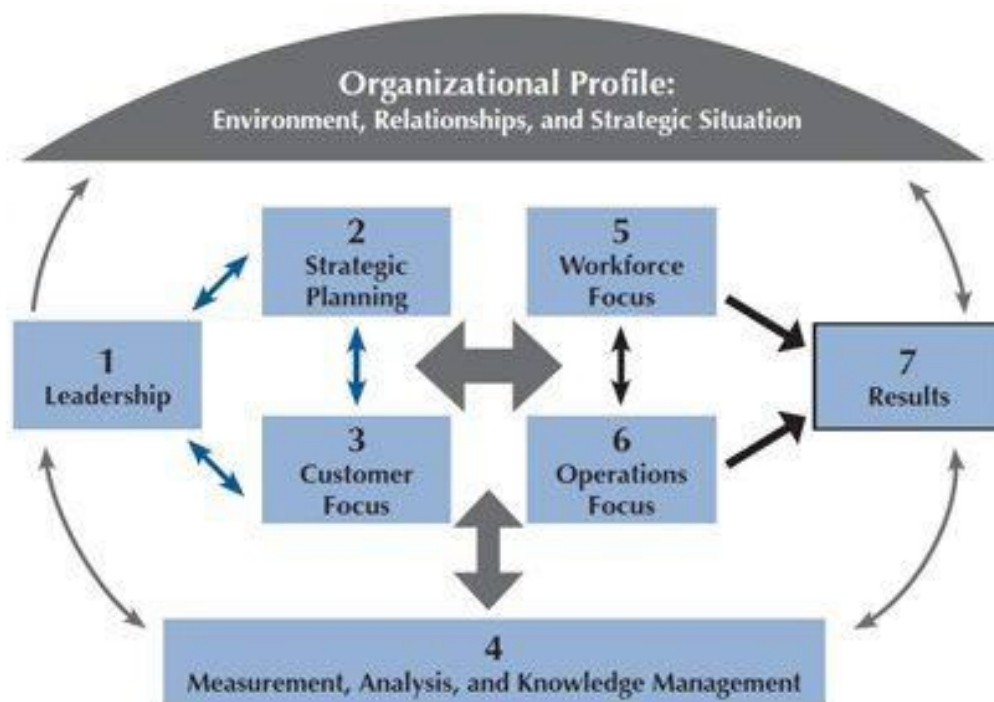 Organizational Profile:
Environment, Relationships, and Strategic Situation
1
Leadership
2
Strategic
Planning
3
Customer
Focus
5
Workforce
Focus
6
Operations
Focus
7
Results
4
Measurement, Analysis, and Knowledge Management